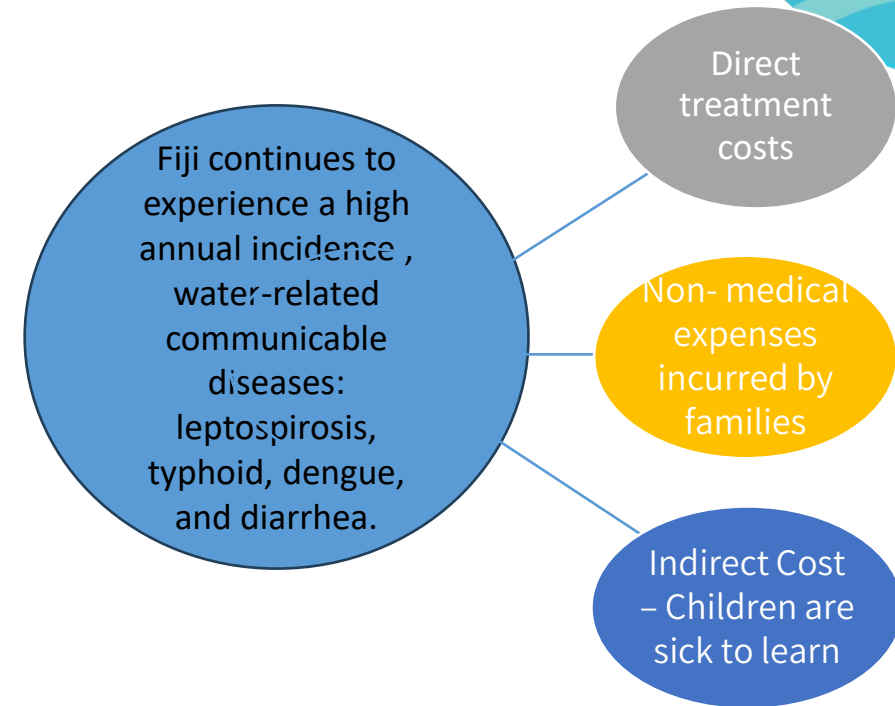 Fiji continues to
experience a high
annual incidence ,
water-related
communicable
diseases:
leptospirosis,
typhoid, dengue,
and diarrhea.
Direct
treatment
costs
Non- medical
expenses
incurred by
families
Indirect Cost
– Children are
sick to learn